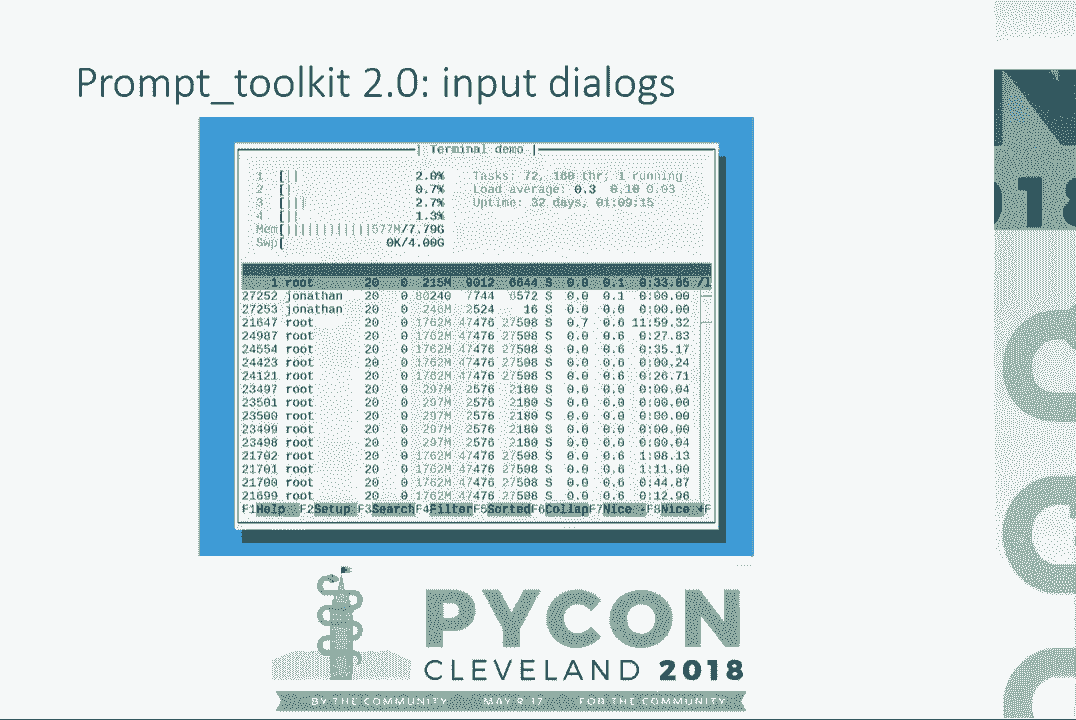 Prompt_toolkit 2.0: input dialogs
Terminal demo
1 [|| 2.0% Tasks: 72, 160 thr; 1 running
2 [| 0.7% Load average: 0.3 0.10 0.03
3 [||| 2.7% Uptime: 32 days, 01:09:15
4 [|| 1.3%
Mem[||||||||||||577M/7.79G
Swp[ 0K/4.00G
1 root 20 0 215M 9012 6644 S 0.0 0.1 0:33.65 /l
27252 jonathan 20 0 80240 7744 6572 S 0.0 0.1 0:00.00
27253 jonathan 20 0 246M 2524 16 S 0.0 0.0 0:00.00
21647 root 20 0 1762M 47476 27508 S 0.7 0.6 11:59.32
24987 root 20 0 1762M 47476 27508 S 0.0 0.6 0:27.83
24554 root 20 0 1762M 47476 27508 S 0.0 0.6 0:35.17
24423 root 20 0 1762M 47476 27508 S 0.0 0.6 0:00.24
24121 root 20 0 1762M 47476 27508 S 0.0 0.6 0:26.71
23497 root 20 0 297M 2576 2180 S 0.0 0.0 0:00.04
23501 root 20 0 297M 2576 2180 S 0.0 0.0 0:00.00
23500 root 20 0 297M 2576 2180 S 0.0 0.0 0:00.00
23499 root 20 0 297M 2576 2180 S 0.0 0.0 0:00.00
23498 root 20 0 297M 2576 2180 S 0.0 0.0 0:00.04
21702 root 20 0 1762M 47476 27508 S 0.0 0.6 1:08.13
21701 root 20 0 1762M 47476 27508 S 0.0 0.6 1:11.90
21700 root 20 0 1762M 47476 27508 S 0.0 0.6 0:44.87
21699 root 20 0 1762M 47476 27508 S 0.0 0.6 0:12.96
F1Help F2Setup F3SearchF4FilterF5SortedF6CollapF7Nice -F8Nice +F
PYCON
CLEVELAND 2018
BY THE COMMUNITY MAY 9-17 FOR THE COMMUNITY
N
018